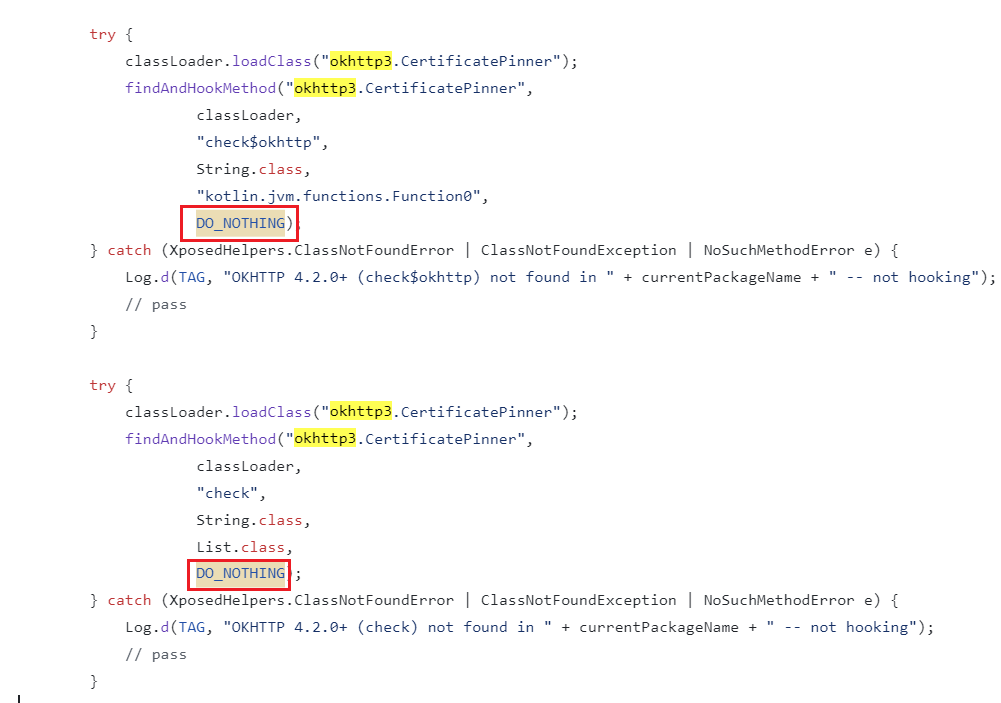 try {
classLoader.loadClass("okhttp3.CertificatePinner");
findAndHookMethod("okhttp3.CertificatePinner",
classLoader,
"check$okhttp",
String.class,
"kotlin.jvm.functions.Function0",
DO_NOTHING);
} catch (XposedHelpers.ClassNotFoundError | ClassNotFoundException | NoSuchMethodError e) {
Log.d(TAG, "OKHTTP 4.2.0+ (check$okhttp) not found in " + currentPackageName + " -- not hooking");
// pass
}
try {
classLoader.loadClass("okhttp3.CertificatePinner");
findAndHookMethod("okhttp3.CertificatePinner",
classLoader,
"check",
String.class,
List.class,
DO_NOTHING);
} catch (XposedHelpers.ClassNotFoundError | ClassNotFoundException | NoSuchMethodError e) {
Log.d(TAG, "OKHTTP 4.2.0+ (check) not found in " + currentPackageName + " -- not hooking");
// pass
}